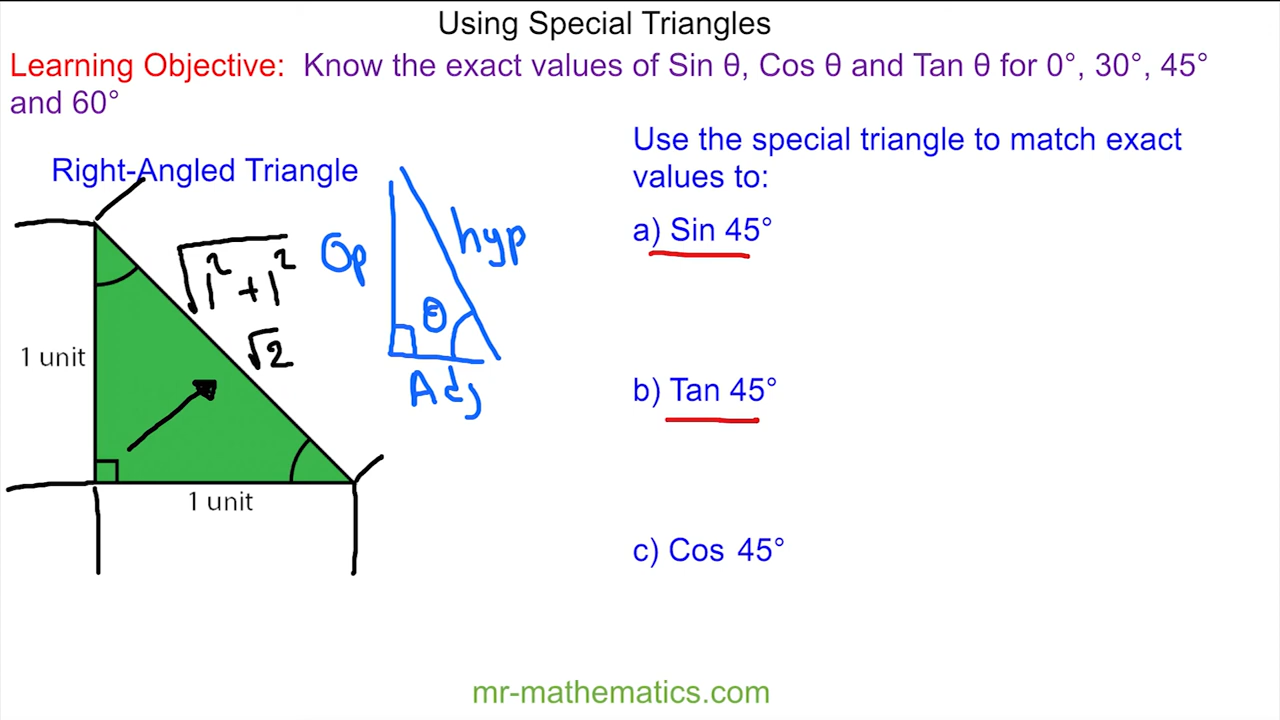 Using Special Triangles
Learning Objective: Know the exact values of Sin θ, Cos θ and Tan θ for 0°, 30°, 45°
and 60°
Right-Angled Triangle
√1² + 1²
√2
1 unit
1 unit
Op
hyp
θ
Adj
Use the special triangle to match exact
values to:
a) Sin 45°
b) Tan 45°
c) Cos 45°
mr-mathematics.com